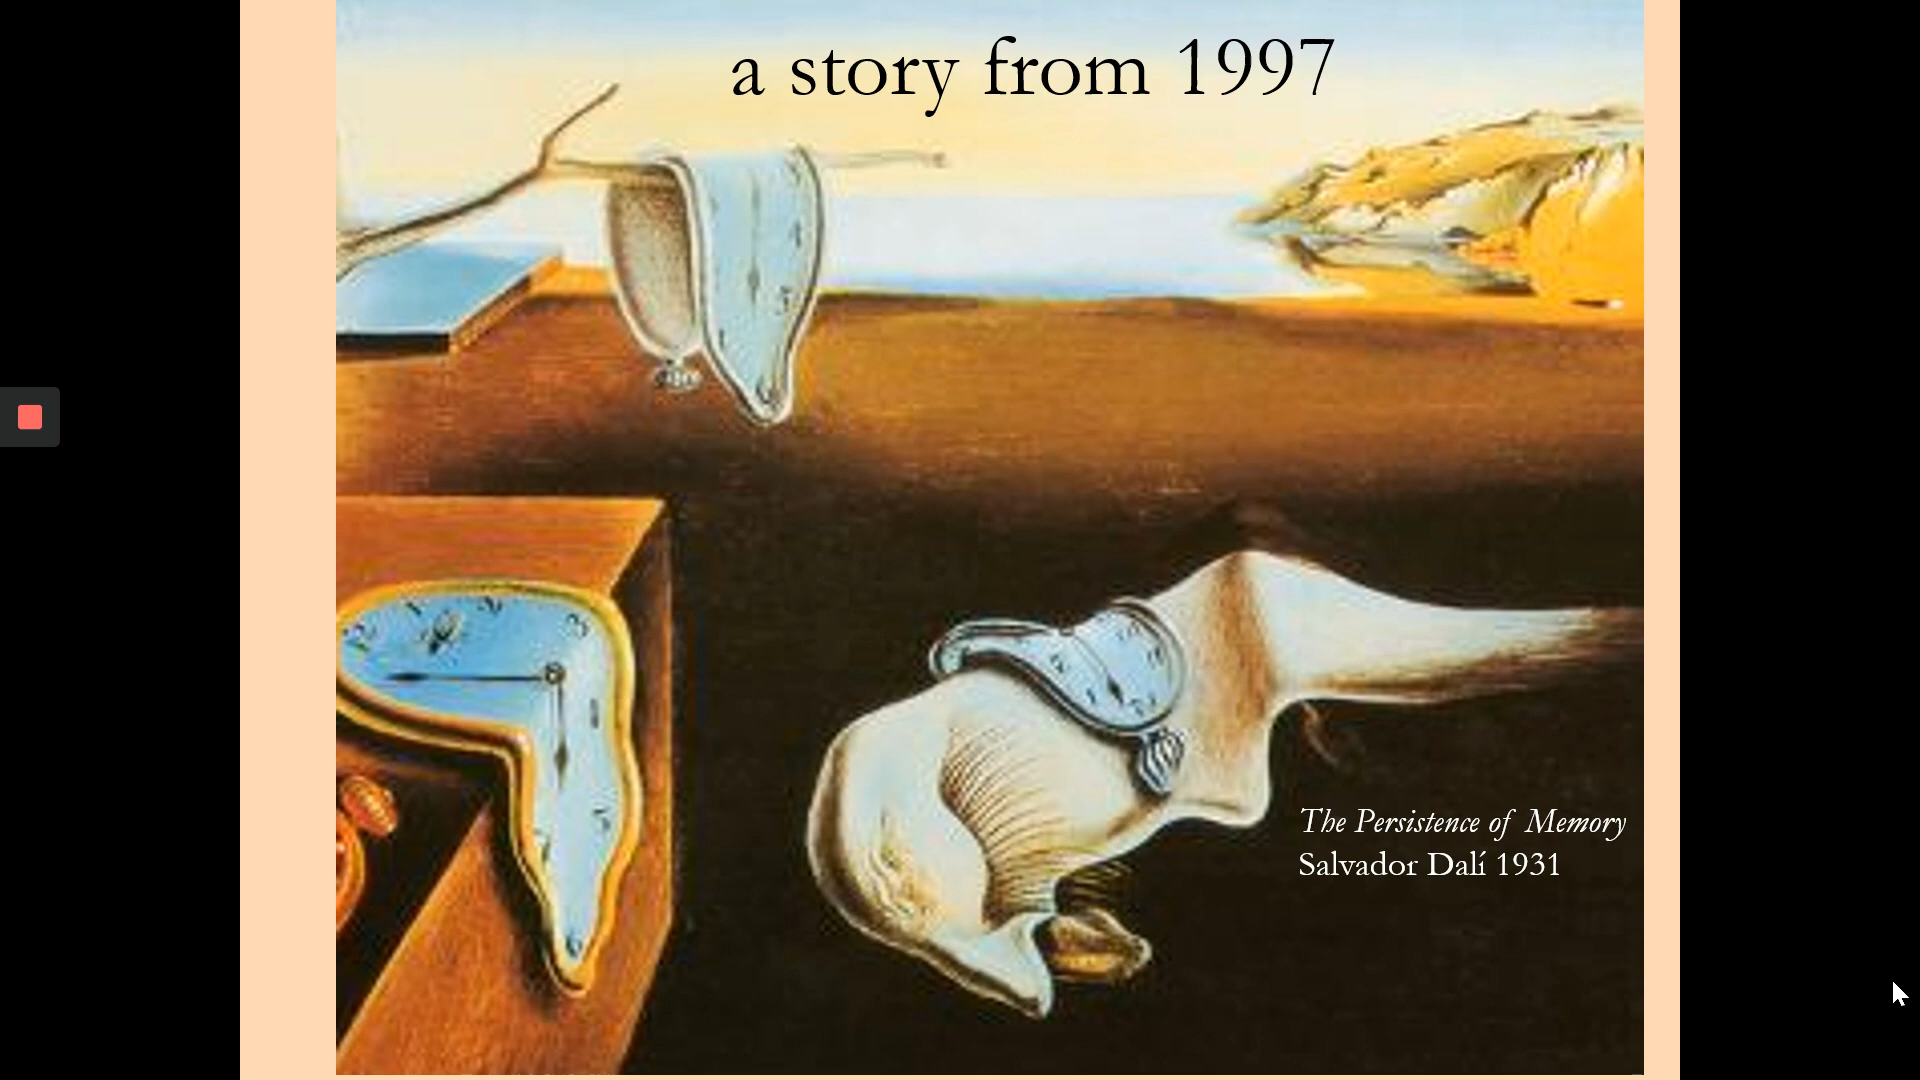 a story from 1997
The Persistence of Memory
Salvador Dalí 1931